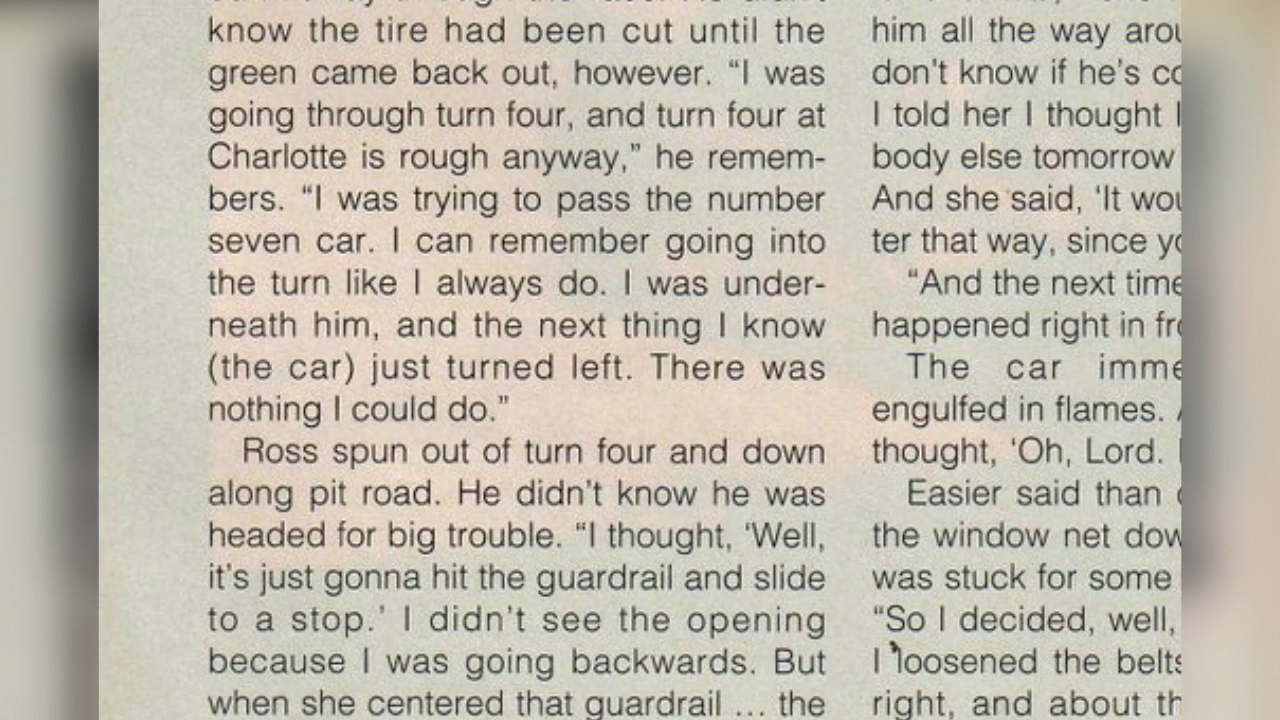 know the tire had been cut until the
green came back out, however. “I was
going through turn four, and turn four at
Charlotte is rough anyway,” he remem-
bers. “I was trying to pass the number
seven car. I can remember going into
the turn like I always do. I was under-
neath him, and the next thing I know
(the car) just turned left. There was
nothing I could do.”
Ross spun out of turn four and down
along pit road. He didn’t know he was
headed for big trouble. “I thought, ‘Well,
it’s just gonna hit the guardrail and slide
to a stop.’ I didn’t see the opening
because I was going backwards. But
when she centered that guardrail ... the
him all the way
don’t know if he’s
I told her I thought
body else tomorrow
And she said, ‘It
ter that way, since
“And the next time
happened right in
The car
engulfed in flames.
thought, ‘Oh, Lord.
Easier said than
the window net
was stuck for some
“So I decided, well,
I loosened the belts
right, and about